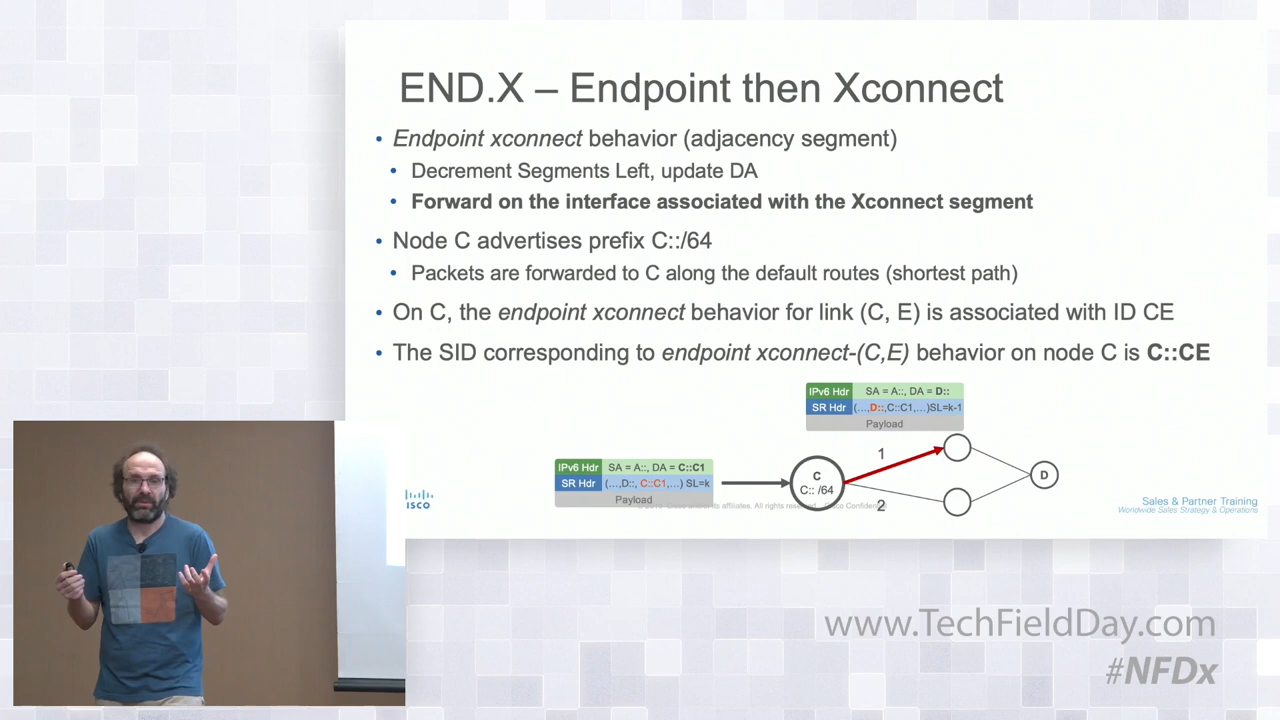 END.X – Endpoint then Xconnect
• Endpoint xconnect behavior (adjacency segment)
• Decrement Segments Left, update DA
• Forward on the interface associated with the Xconnect segment
• Node C advertises prefix C::/64
• Packets are forwarded to C along the default routes (shortest path)
• On C, the endpoint xconnect behavior for link (C, E) is associated with ID CE
• The SID corresponding to endpoint xconnect-(C,E) behavior on node C is C::CE
IPv6 Hdr SA = A::, DA = D::
SR Hdr (…,D::,C::C1,…)SL=k-1
Payload
IPv6 Hdr SA = A::, DA = C::C1
SR Hdr (…,D::, C::C1,…) SL=k
Payload
C
C:: /64
1
2
D
ISCO
affiliates. All rights
Sales & Partner Training
Worldwide Sales Strategy & Operations
www.TechFieldDay.com
#NFDx